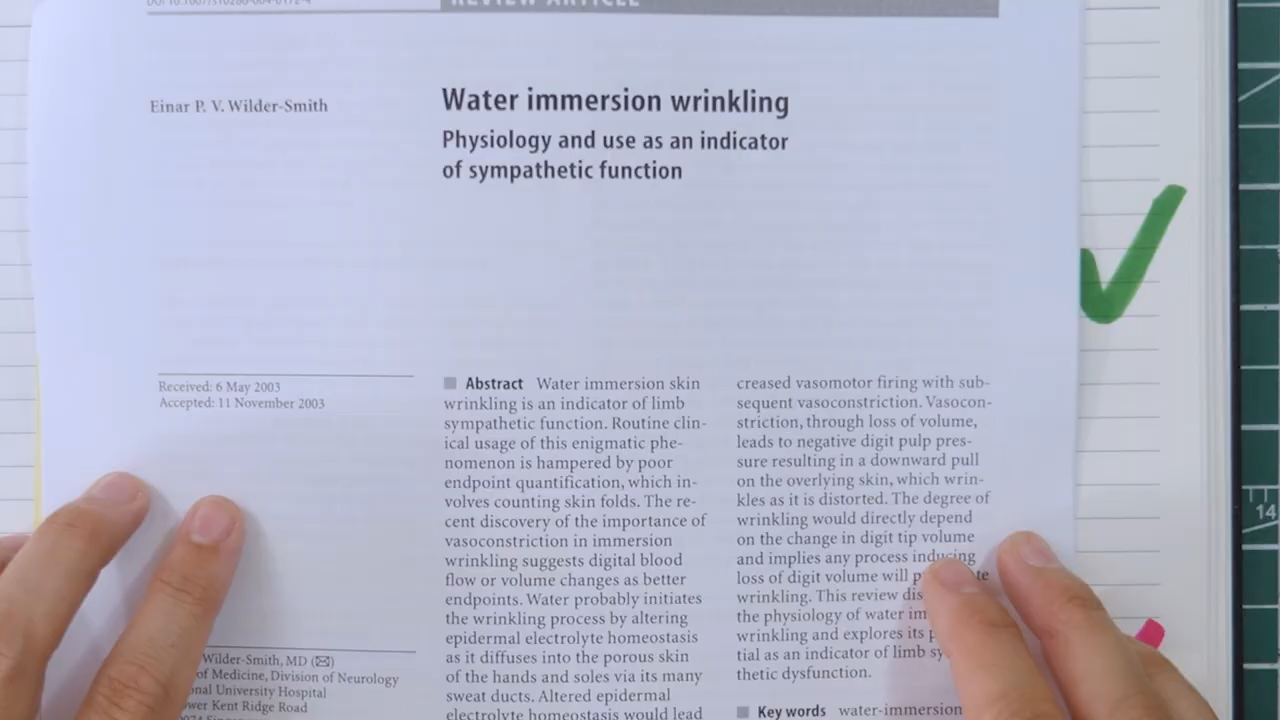 REVIEW ARTICLE
Einar P. V. Wilder-Smith
Water immersion wrinkling
Physiology and use as an indicator
of sympathetic function
Received: 6 May 2003
Accepted: 11 November 2003
Wilder-Smith, MD (✉)
of Medicine, Division of Neurology
University Hospital
Kent Ridge Road
■ Abstract Water immersion skin
wrinkling is an indicator of limb
sympathetic function. Routine clin-
ical usage of this enigmatic phe-
nomenon is hampered by poor
endpoint quantification, which in-
volves counting skin folds. The re-
cent discovery of the importance of
vasoconstriction in immersion
wrinkling suggests digital blood
flow or volume changes as better
endpoints. Water probably initiates
the wrinkling process by altering
epidermal electrolyte homeostasis
as it diffuses into the porous skin
of the hands and soles via its many
sweat ducts. Altered epidermal
electrolyte homeostasis would lead
creased vasomotor firing with sub-
sequent vasoconstriction. Vasocon-
striction, through loss of volume,
leads to negative digit pulp pres-
sure resulting in a downward pull
on the overlying skin, which wrin-
kles as it is distorted. The degree of
wrinkling would directly depend
on the change in digit tip volume
and implies any process inducing
loss of digit volume will
wrinkling. This review
the physiology of water
wrinkling and explores its
tial as an indicator of limb
thetic dysfunction.
■ Key words water-immersion
14